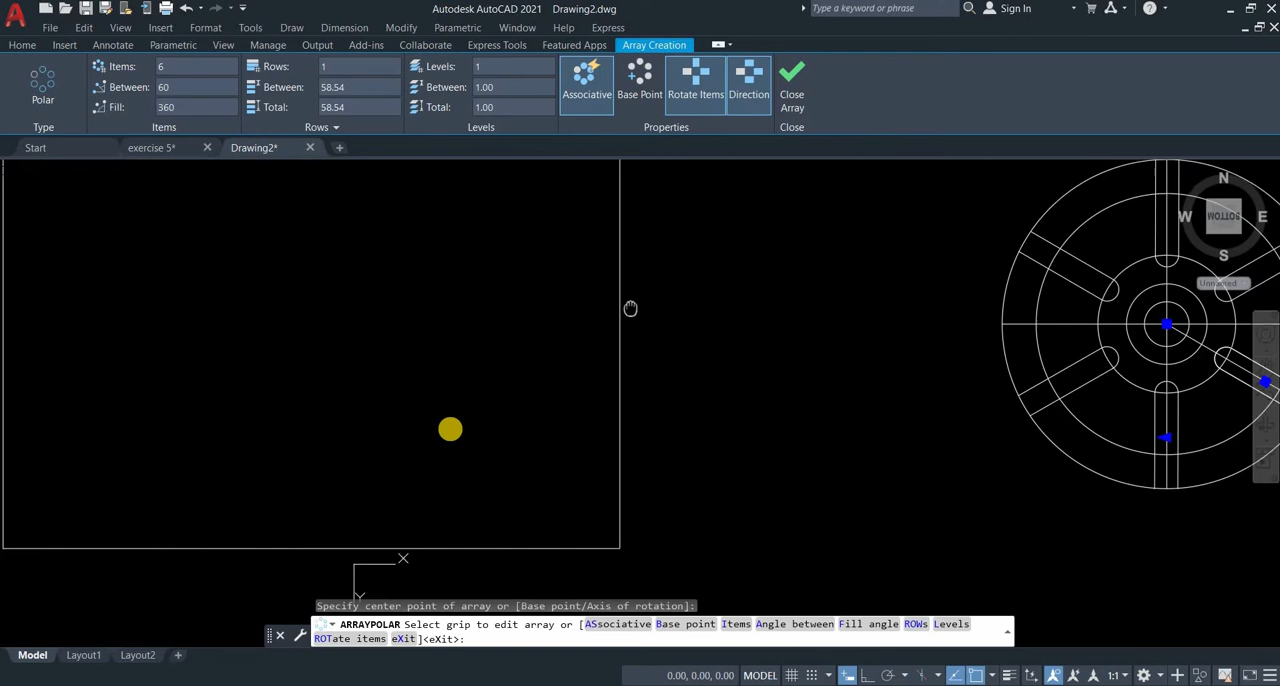 Autodesk AutoCAD 2021 Drawing2.dwg
Type a keyword or phrase
Sign In
File Edit View Insert Format Tools Draw Dimension Modify Parametric Window Help Express
Home Insert Annotate Parametric View Manage Output Add-ins Collaborate Express Tools Featured Apps Array Creation
Items: 6 Rows: 1 Levels: 1
Between: 60 Between: 58.54 Between: 1.00
Fill: 360 Total: 58.54 Total: 1.00
Polar
Associative Base Point Rotate Items Direction Close Array
Type Items Rows Levels Properties Close
Start exercise 5* Drawing2*
N
W BOTTOM E
S
Unnamed
X
Y
Specify center point of array or [Base point/Axis of rotation]:
ARRAYPOLAR Select grip to edit array or [ASsociative Base point Items Angle between Fill angle ROWs Levels
ROTate items eXit]<eXit>:
Model Layout1 Layout2
0.00, 0.00, 0.00 MODEL 1:1